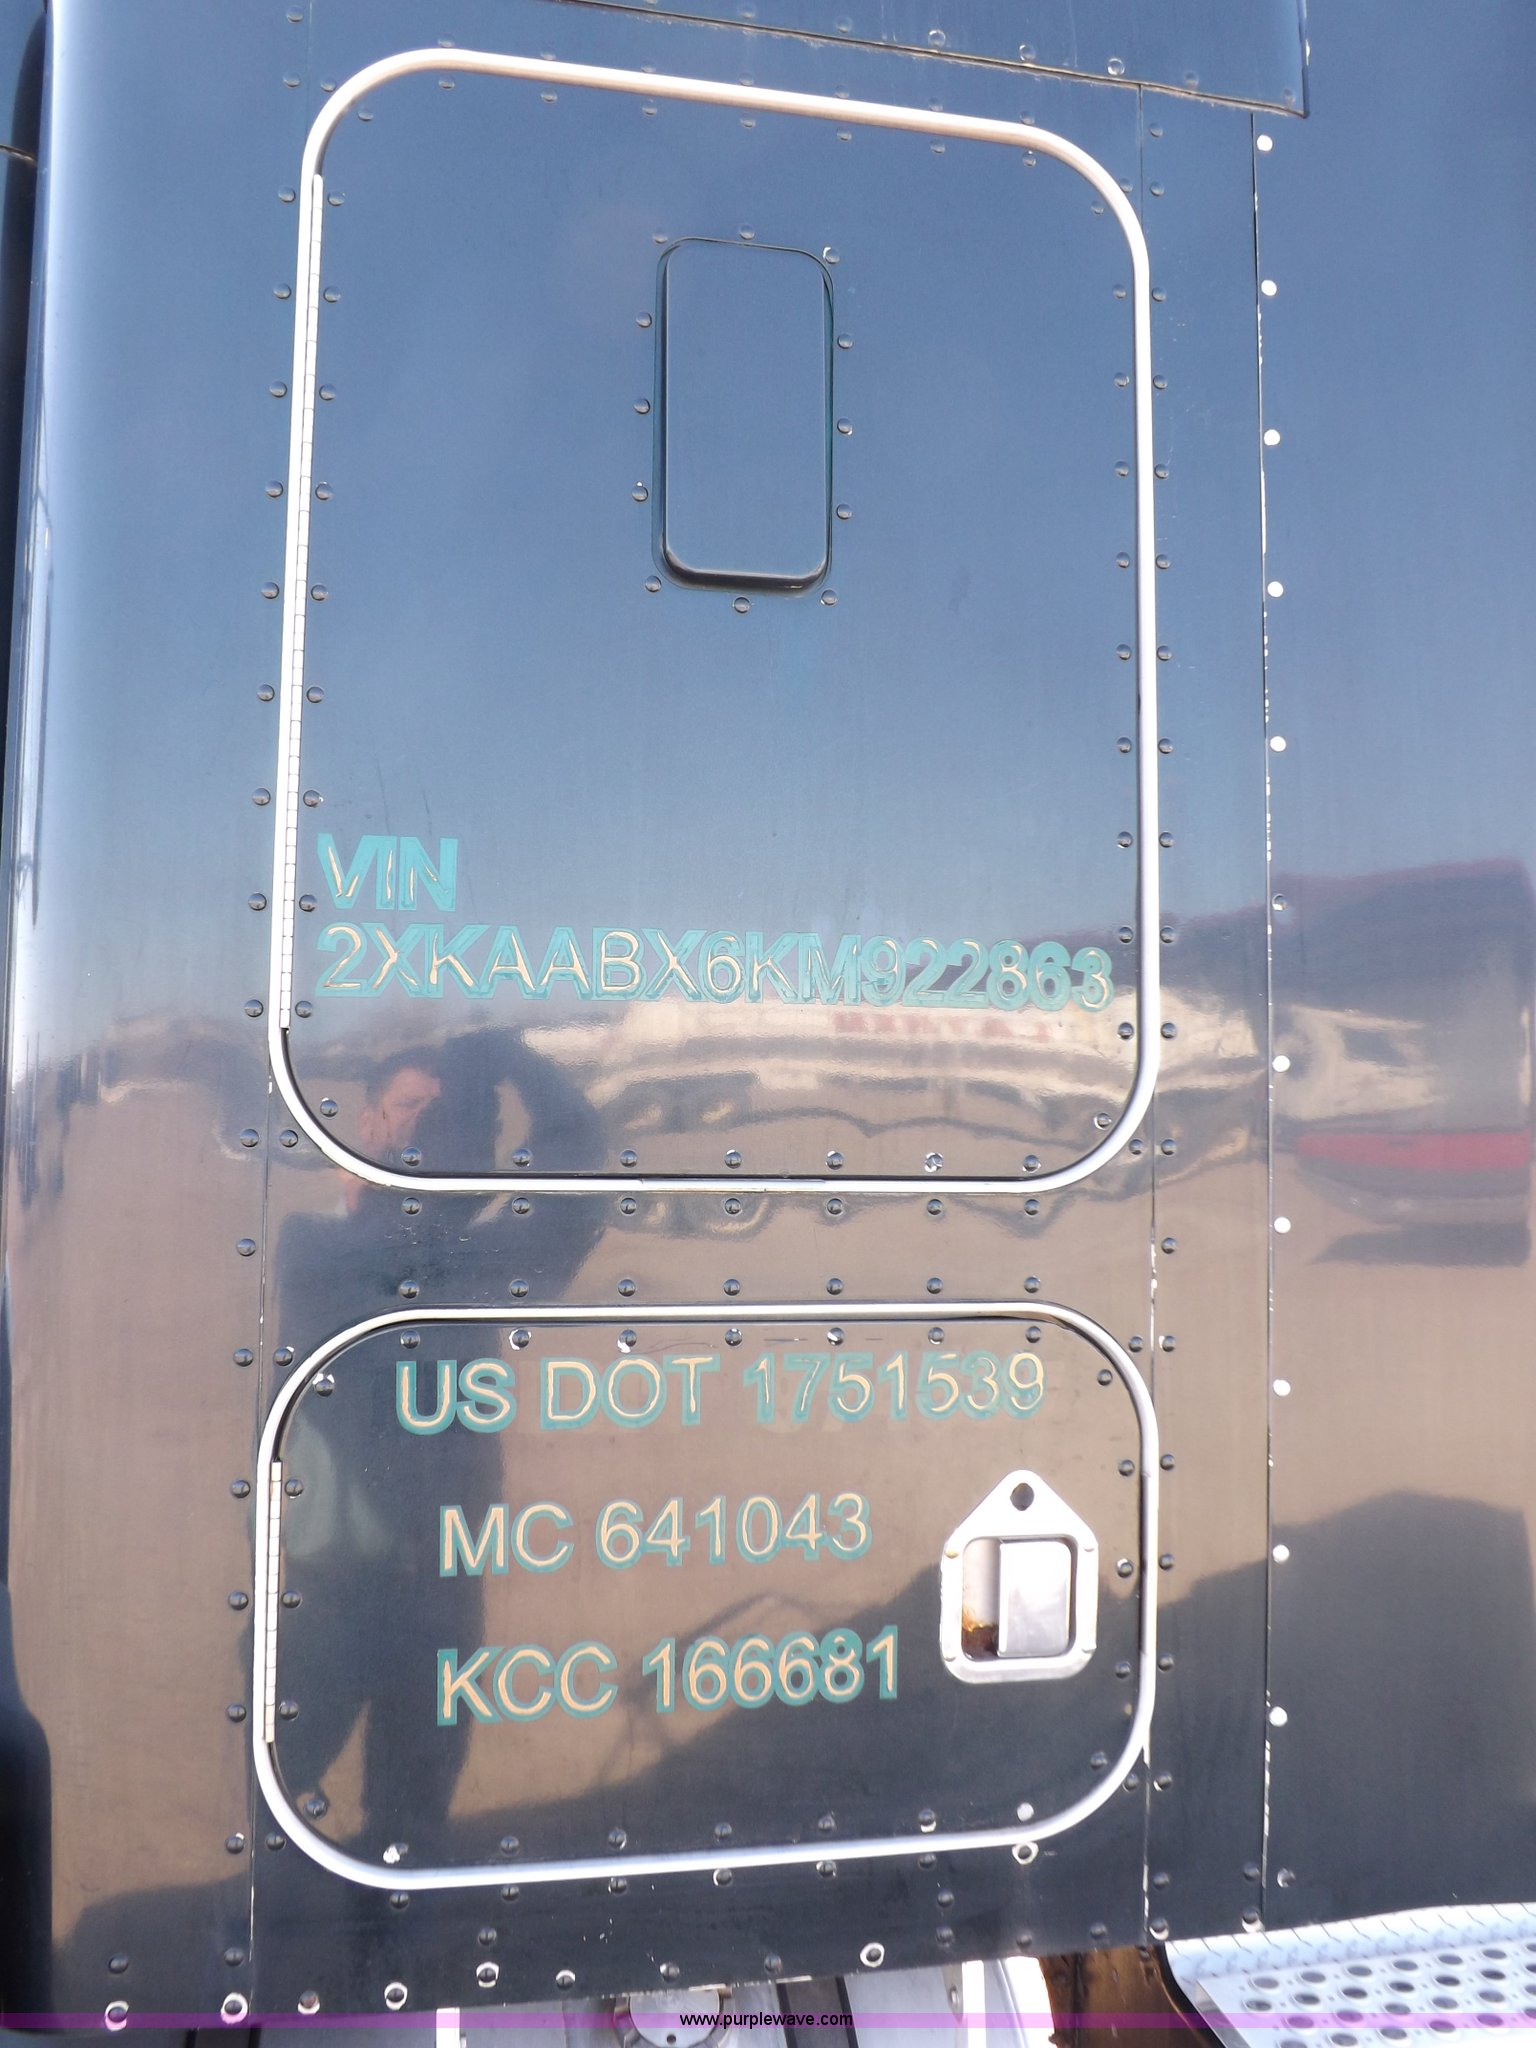 VIN
2XKAABX6KM922863
US DOT 1751539
MC 641043
KCC 166681
www.purplewave.com